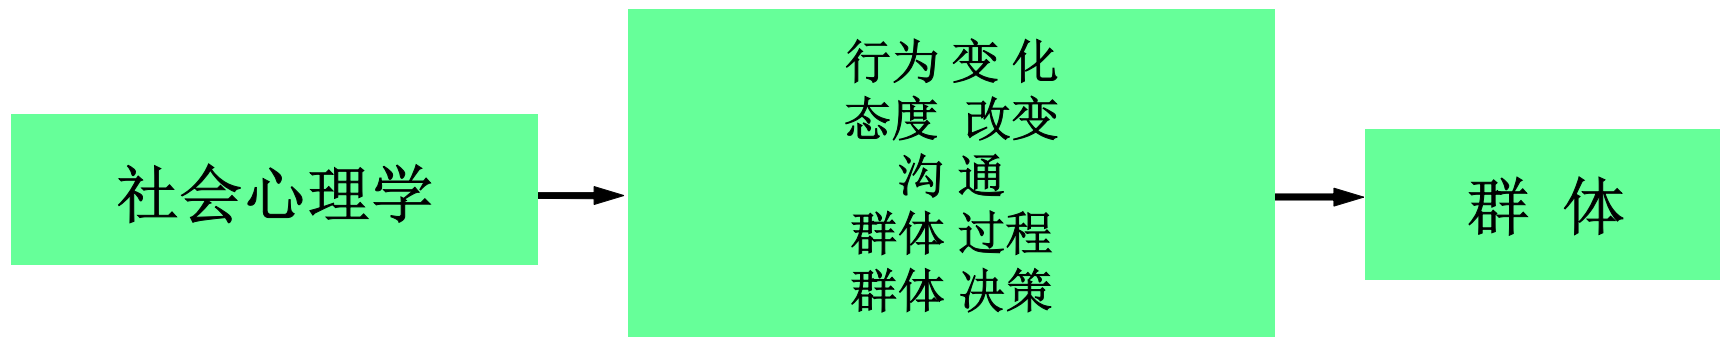 社会心理学
行为 变 化
态度 改变
沟 通
群体 过程
群体 决策
群 体